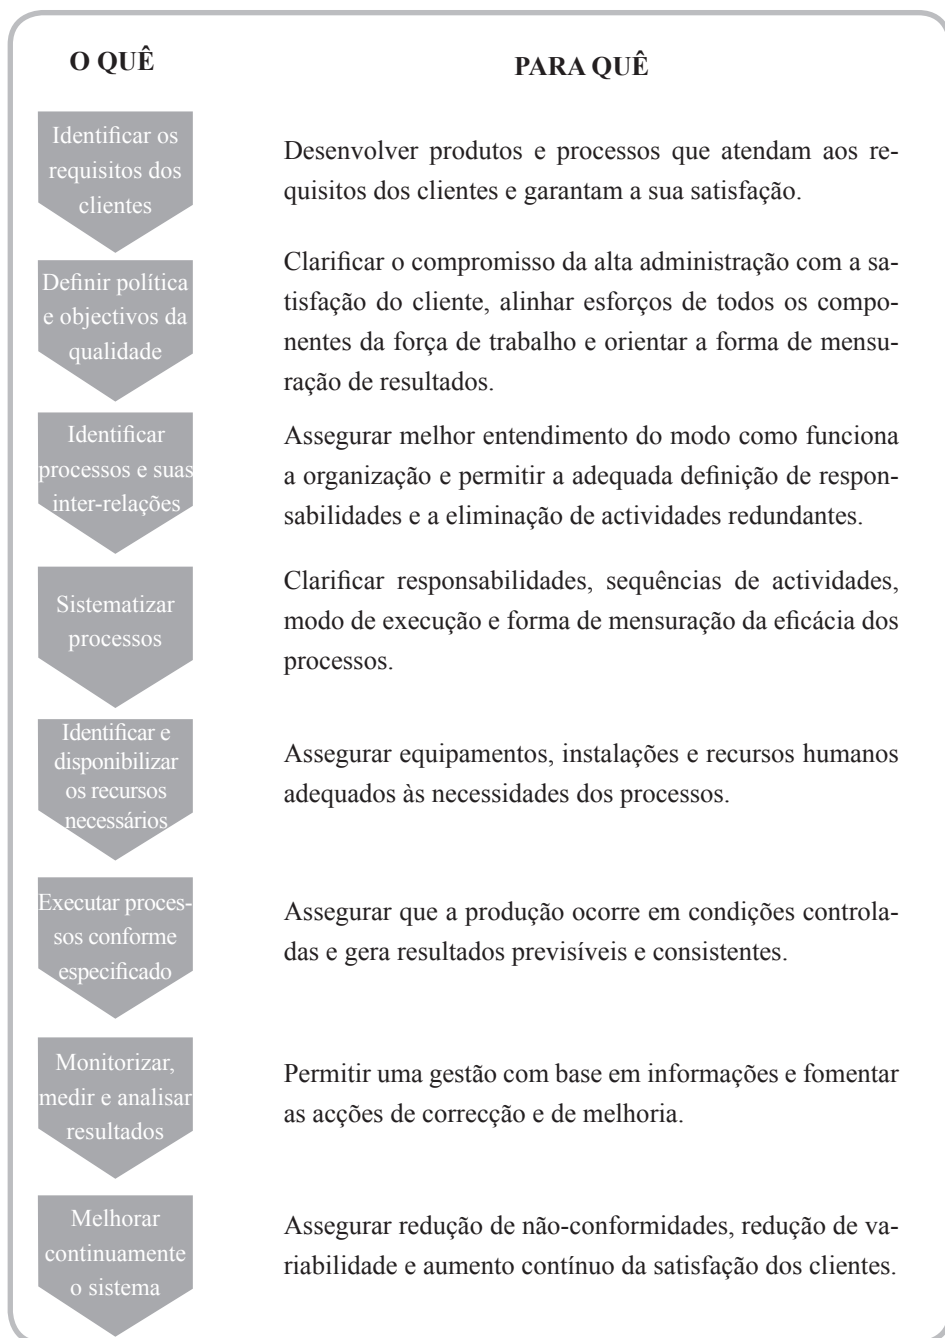 O QUÊ
PARA QUÊ
Identificar os
requisitos dos
clientes
Desenvolver produtos e processos que atendam aos re-
quisitos dos clientes e garantam a sua satisfação.
Definir política
e objectivos da
qualidade
Clarificar o compromisso da alta administração com a sa-
tisfação do cliente, alinhar esforços de todos os compo-
nentes da força de trabalho e orientar a forma de mensu-
ração de resultados.
Identificar
processos e suas
inter-relações
Assegurar melhor entendimento do modo como funciona
a organização e permitir a adequada definição de respon-
sabilidades e a eliminação de actividades redundantes.
Sistematizar
processos
Clarificar responsabilidades, sequências de actividades,
modo de execução e forma de mensuração da eficácia dos
processos.
Identificar e
disponibilizar
os recursos
necessários
Assegurar equipamentos, instalações e recursos humanos
adequados às necessidades dos processos.
Executar proces-
sos conforme
especificado
Assegurar que a produção ocorre em condições controla-
das e gera resultados previsíveis e consistentes.
Monitorizar,
medir e analisar
resultados
Permitir uma gestão com base em informações e fomentar
as acções de correcção e de melhoria.
Melhorar
continuamente
o sistema
Assegurar redução de não-conformidades, redução de va-
riabilidade e aumento contínuo da satisfação dos clientes.